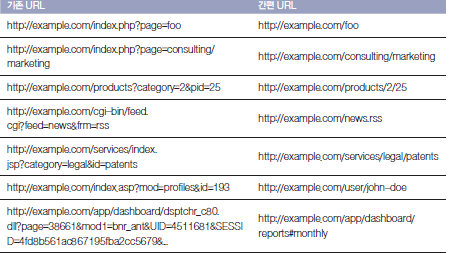 기존 URL 간편 URL
http://example.com/index.php?page=foo http://example.com/foo
http://example.com/index.php?page=consulting/
marketing http://example.com/consulting/marketing
http://example.com/products?category=2&pid=25 http://example.com/products/2/25
http://example.com/cgi-bin/feed.
cgi?feed=news&frm=rss http://example.com/news.rss
http://example.com/services/index.
jsp?category=legal&id=patents http://example.com/services/legal/patents
http://example.com/index.asp?mod=profiles&id=193 http://example.com/user/john-doe
http://example.com/app/dashboard/dsptchr_c80.
dll?page=38661&mod1=bnr_ant&UID=4511681&SESSI
D=4fd8b561ac867195fba2cc5679&...
http://example.com/app/dashboard/
reports#monthly